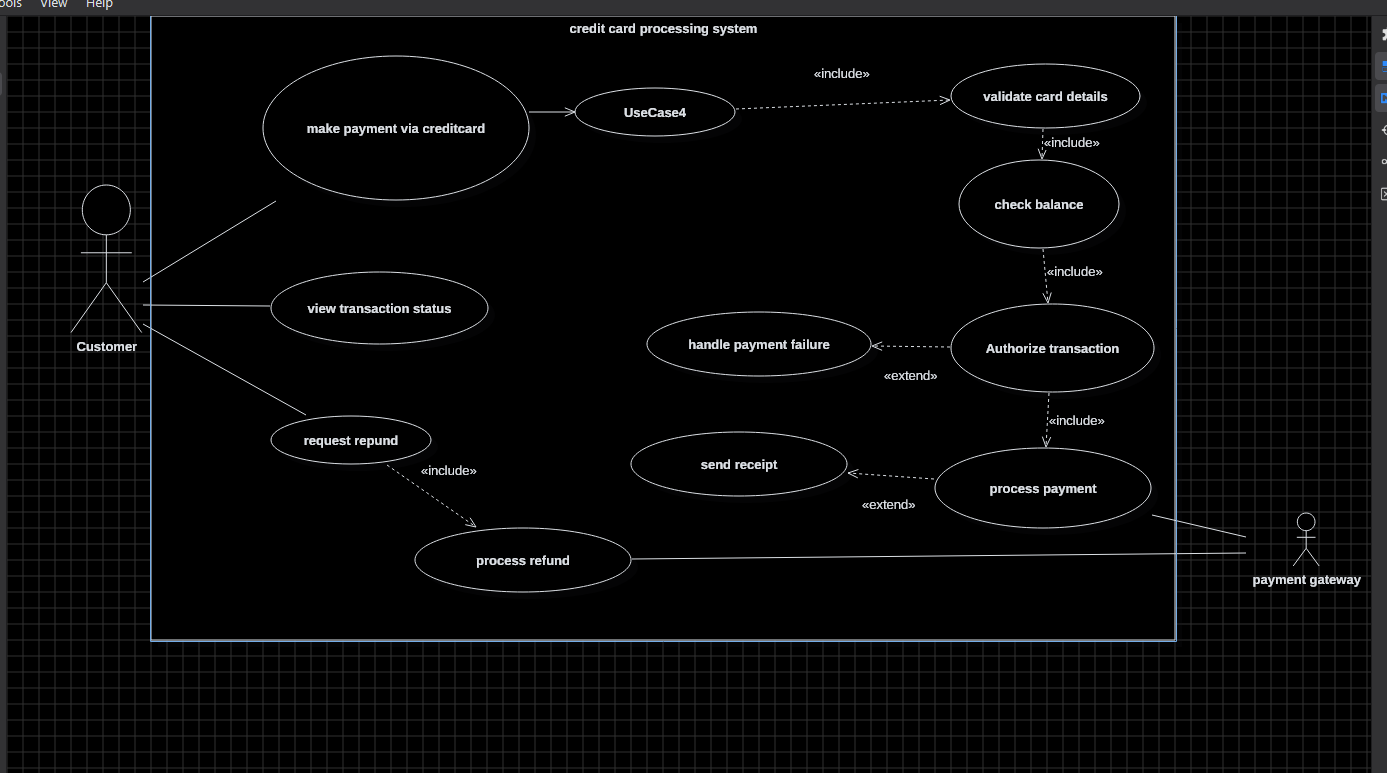 ools View Help
credit card processing system
«include»
make payment via creditcard
UseCase4
validate card details
«include»
check balance
«include»
view transaction status
handle payment failure
Authorize transaction
Customer
«extend»
«include»
request repund
«include»
send receipt
process payment
«extend»
process refund
payment gateway